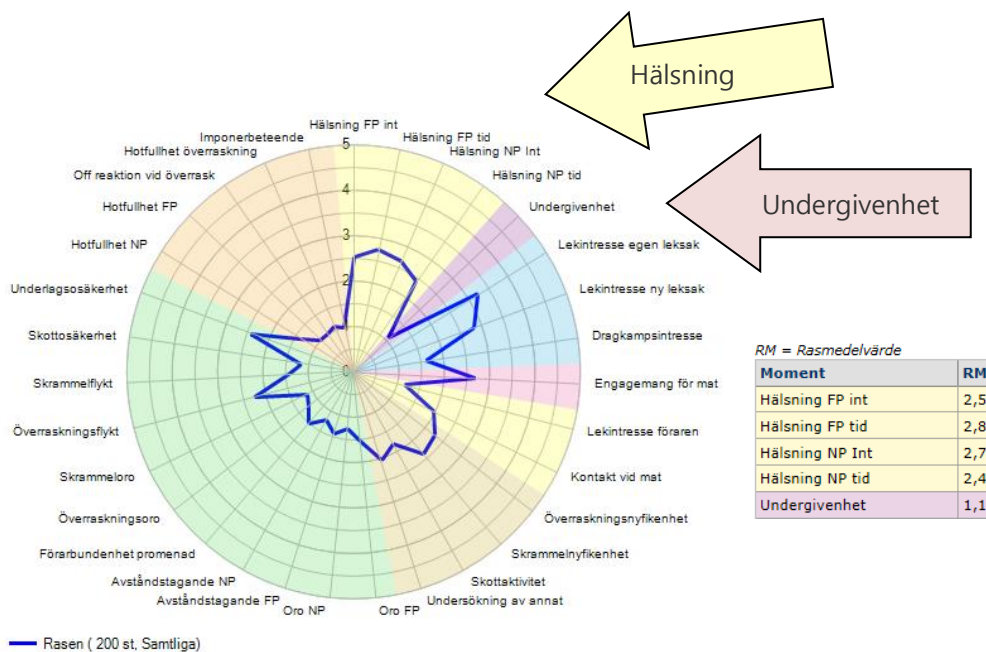 Hälsning
Undergivenhet
Hälsning FP int
Hälsning FP tid
Hälsning NP Int
Hälsning NP tid
Undergivenhet
Lekintresse egen leksak
Lekintresse ny leksak
Dragkampsintresse
Engagemang för mat
Lekintresse föraren
Kontakt vid mat
Överraskningsnyfikenhet
Skrammelnyfikenhet
Skottaktivitet
Undersökning av annat
Oro FP
Oro NP
Avståndstagande FP
Avståndstagande NP
Förarbundenhet promenad
Överraskningsoro
Skrammeloro
Överraskningsflykt
Skrammelflykt
Skottosäkerhet
Underlagsosäkerhet
Hotfullhet NP
Hotfullhet FP
Off reaktion vid överrask
Hotfullhet överraskning
Imponerbeteende
5
4
3
2
1
0
Rasen ( 200 st, Samtliga)
RM = Rasmedelvärde
Moment RM
Hälsning FP int 2,5
Hälsning FP tid 2,8
Hälsning NP Int 2,7
Hälsning NP tid 2,4
Undergivenhet 1,1